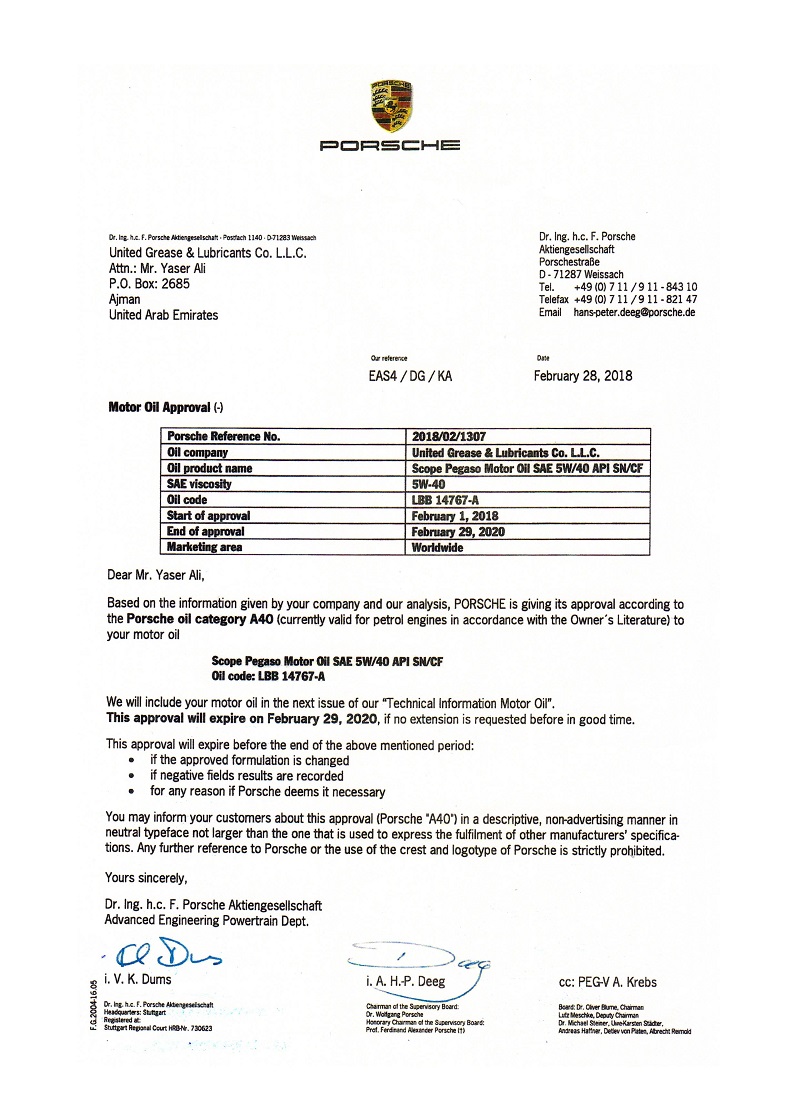 PORSCHE
PORSCHE
Dr. Ing. h.c. F. Porsche Aktiengesellschaft · Postfach 1140 · D-71283 Weissach
United Grease & Lubricants Co. L.L.C.
Attn.: Mr. Yaser Ali
P.O. Box: 2685
Ajman
United Arab Emirates
Dr. Ing. h.c. F. Porsche
Aktiengesellschaft
Porschestraße
D - 71287 Weissach
Tel. +49 (0) 7 11 / 9 11 - 843 10
Telefax +49 (0) 7 11 / 9 11 - 821 47
Email hans-peter.deeg@porsche.de
Our reference
EAS4 / DG / KA
Date
February 28, 2018
Motor Oil Approval (-)
Porsche Reference No. 2018/02/1307
Oil company United Grease & Lubricants Co. L.L.C.
Oil product name Scope Pegaso Motor Oil SAE 5W/40 API SN/CF
SAE viscosity 5W-40
Oil code LBB 14767-A
Start of approval February 1, 2018
End of approval February 29, 2020
Marketing area Worldwide
Dear Mr. Yaser Ali,
Based on the information given by your company and our analysis, PORSCHE is giving its approval according to
the Porsche oil category A40 (currently valid for petrol engines in accordance with the Owner´s Literature) to
your motor oil
Scope Pegaso Motor Oil SAE 5W/40 API SN/CF
Oil code: LBB 14767-A
We will include your motor oil in the next issue of our “Technical Information Motor Oil”.
This approval will expire on February 29, 2020, if no extension is requested before in good time.
This approval will expire before the end of the above mentioned period:
• if the approved formulation is changed
• if negative fields results are recorded
• for any reason if Porsche deems it necessary
You may inform your customers about this approval (Porsche "A40") in a descriptive, non-advertising manner in
neutral typeface not larger than the one that is used to express the fulfilment of other manufacturers' specifica-
tions. Any further reference to Porsche or the use of the crest and logotype of Porsche is strictly prohibited.
Yours sincerely,
Dr. Ing. h.c. F. Porsche Aktiengesellschaft
Advanced Engineering Powertrain Dept.
Deeg
i. V. K. Dums
i. A. H.-P. Deeg
cc: PEG-V A. Krebs
F.G.2004-16.05
Dr. Ing. h.c. F. Porsche Aktiengesellschaft
Headquarters: Stuttgart
Registered at:
Stuttgart Regional Court HRB-Nr. 730623
Chairman of the Supervisory Board:
Dr. Wolfgang Porsche
Honorary Chairman of the Supervisory Board:
Prof. Ferdinand Alexander Porsche (†)
Board: Dr. Oliver Blume, Chairman
Lutz Meschke, Deputy Chairman
Dr. Michael Steiner, Uwe-Karsten Städter,
Andreas Haffner, Detlev von Platen, Albrecht Reimold